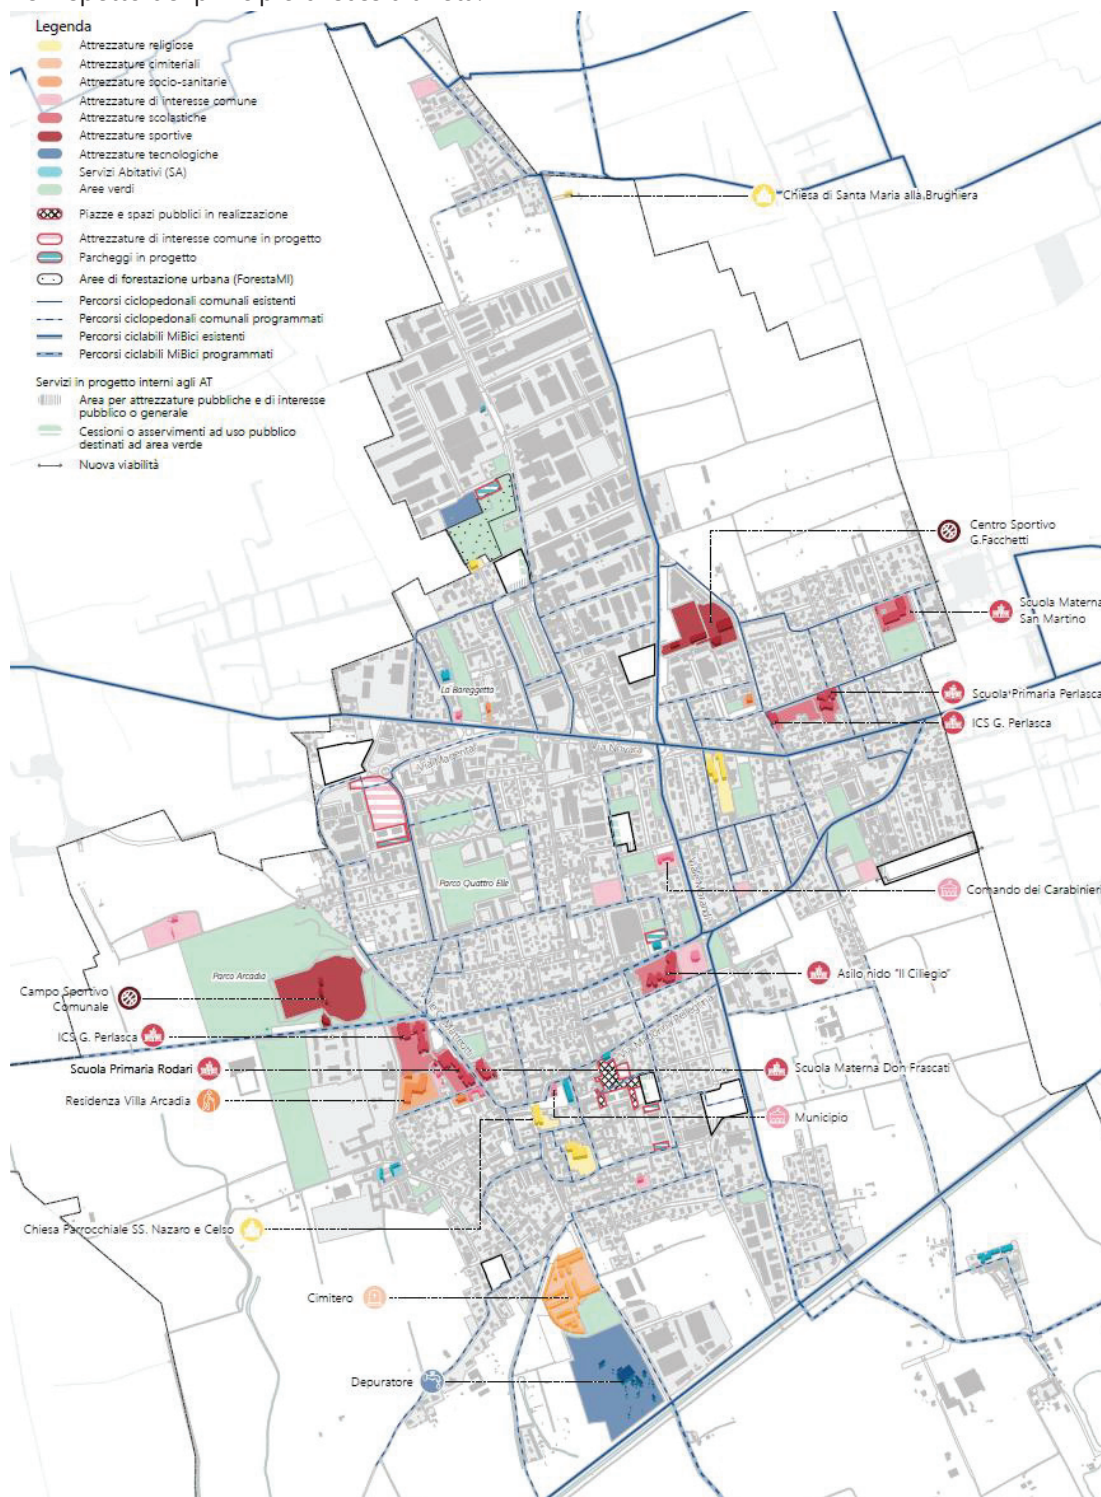 Legenda
Attrezzature religiose
Attrezzature cimiteriali
Attrezzature socio-sanitarie
Attrezzature di interesse comune
Attrezzature scolastiche
Attrezzature sportive
Attrezzature tecnologiche
Servizi Abitativi (SA)
Aree verdi
Piazze e spazi pubblici in realizzazione
Attrezzature di interesse comune in progetto
Parcheggi in progetto
Aree di forestazione urbana (ForestaMI)
Percorsi ciclopedonali comunali esistenti
Percorsi ciclopedonali comunali programmati
Percorsi ciclabili MiBici esistenti
Percorsi ciclabili MiBici programmati
Servizi in progetto interni agli AT
Area per attrezzature pubbliche e di interesse
pubblico o generale
Cessioni o asservimenti ad uso pubblico
destinati ad area verde
Nuova viabilità
Chiesa di Santa Maria alla Brughiera
Centro Sportivo
G.Facchetti
Scuola Materna
San Martino
Scuola Primaria Perlasca
ICS G. Perlasca
La Bareggetta
Via Magenta
Via Novara
Parco Quattro Elle
Comando dei Carabinieri
Parco Arcadia
Asilo nido "Il Ciliegio"
Campo Sportivo
Comunale
ICS G. Perlasca
Scuola Primaria Rodari
Scuola Materna Don Frascati
Residenza Villa Arcadia
Municipio
Chiesa Parrocchiale SS. Nazaro e Celso
Cimitero
Depuratore